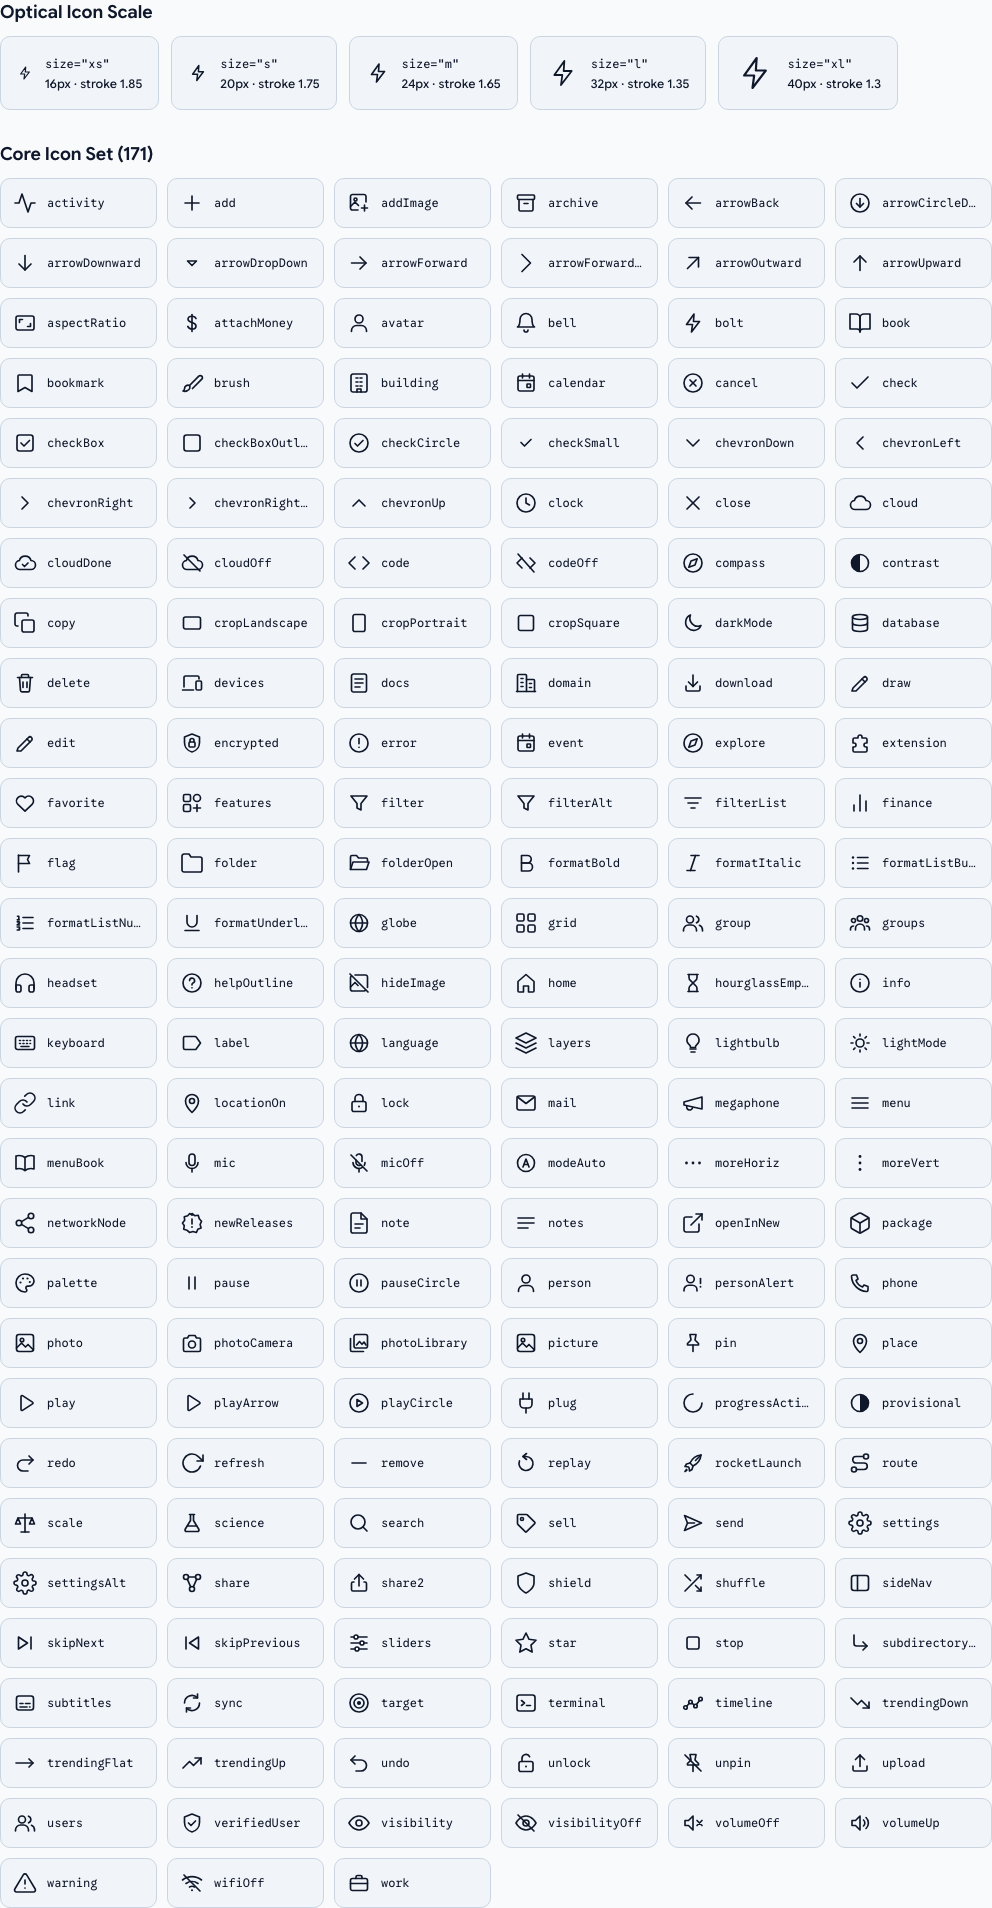 Optical Icon Scale
size="xs"
16px · stroke 1.85
size="s"
20px · stroke 1.75
size="m"
24px · stroke 1.65
size="l"
32px · stroke 1.35
size="xl"
40px · stroke 1.3
Core Icon Set (171)
activity
add
addImage
archive
arrowBack
arrowCircleD…
arrowDownward
arrowDropDown
arrowForward
arrowForward…
arrowOutward
arrowUpward
aspectRatio
attachMoney
avatar
bell
bolt
book
bookmark
brush
building
calendar
cancel
check
checkBox
checkBoxOutl…
checkCircle
checkSmall
chevronDown
chevronLeft
chevronRight
chevronRight…
chevronUp
clock
close
cloud
cloudDone
cloudOff
code
codeOff
compass
contrast
copy
cropLandscape
cropPortrait
cropSquare
darkMode
database
delete
devices
docs
domain
download
draw
edit
encrypted
error
event
explore
extension
favorite
features
filter
filterAlt
filterList
finance
flag
folder
folderOpen
formatBold
formatItalic
formatListBu…
formatListNu…
formatUnderl…
globe
grid
group
groups
headset
helpOutline
hideImage
home
hourglassEmp…
info
keyboard
label
language
layers
lightbulb
lightMode
link
locationOn
lock
mail
megaphone
menu
menuBook
mic
micOff
modeAuto
moreHoriz
moreVert
networkNode
newReleases
note
notes
openInNew
package
palette
pause
pauseCircle
person
personAlert
phone
photo
photoCamera
photoLibrary
picture
pin
place
play
playArrow
playCircle
plug
progressActi…
provisional
redo
refresh
remove
replay
rocketLaunch
route
scale
science
search
sell
send
settings
settingsAlt
share
share2
shield
shuffle
sideNav
skipNext
skipPrevious
sliders
star
stop
subdirectory…
subtitles
sync
target
terminal
timeline
trendingDown
trendingFlat
trendingUp
undo
unlock
unpin
upload
users
verifiedUser
visibility
visibilityOff
volumeOff
volumeUp
warning
wifiOff
work